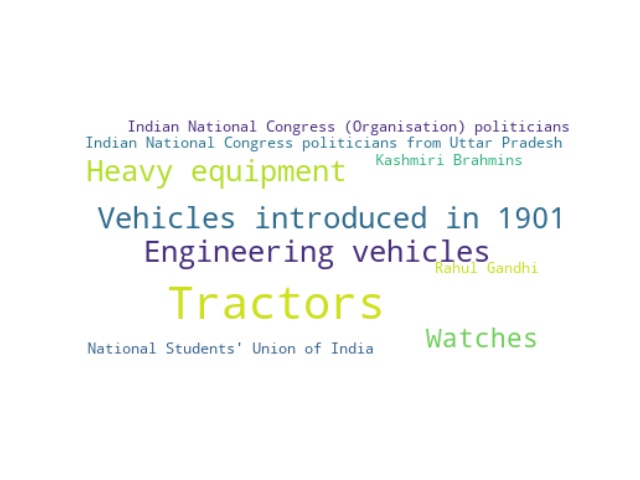 Indian National Congress (Organisation) politicians
Indian National Congress politicians from Uttar Pradesh
Kashmiri Brahmins
Heavy equipment
Vehicles introduced in 1901
Engineering vehicles
Rahul Gandhi
Tractors
Watches
National Students' Union of India